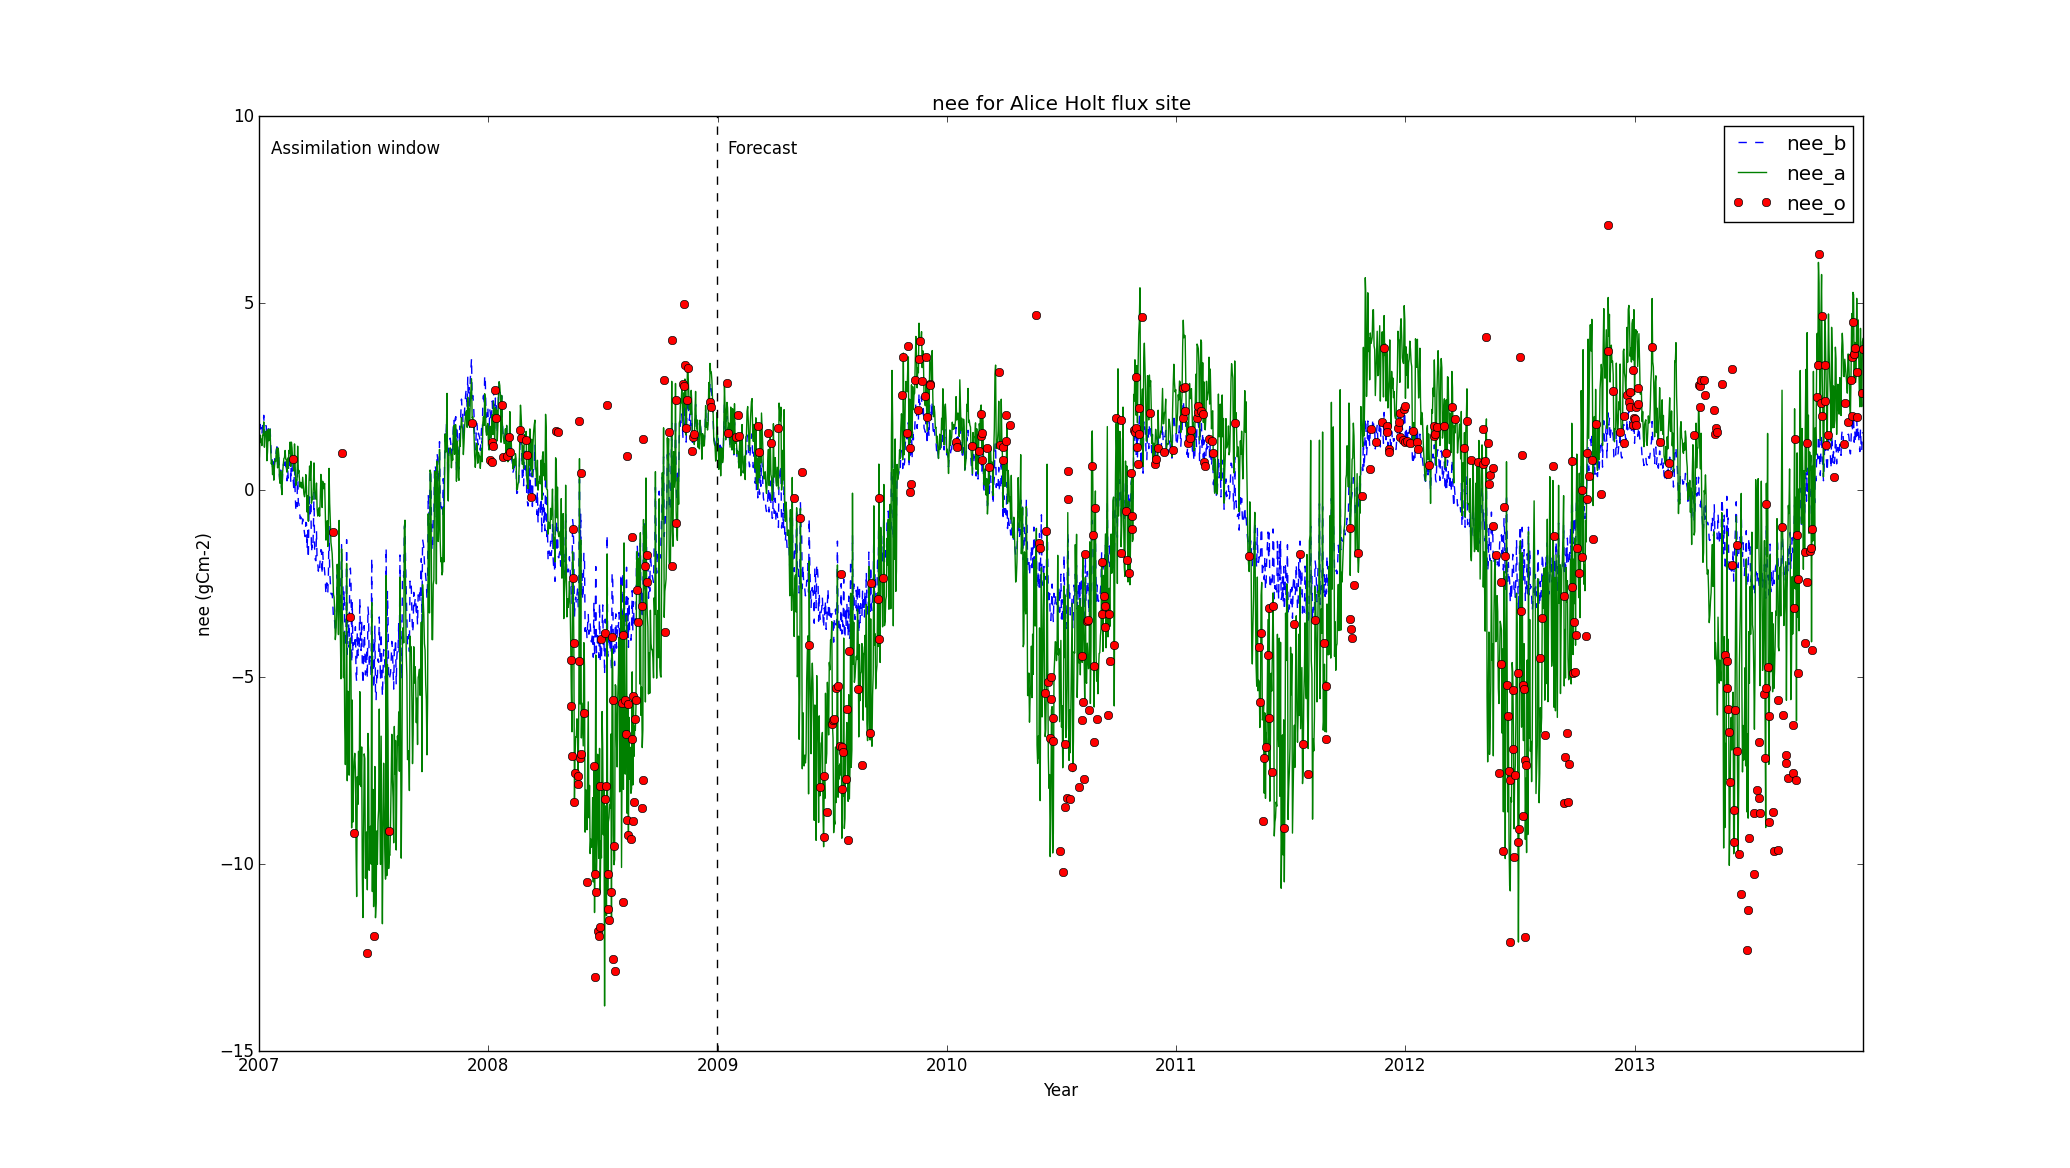 nee for Alice Holt flux site
10
5
0
−5
−10
−15
nee (gCm-2)
Assimilation window
Forecast
nee_b
nee_a
nee_o
2007
2008
2009
2010
2011
2012
2013
Year